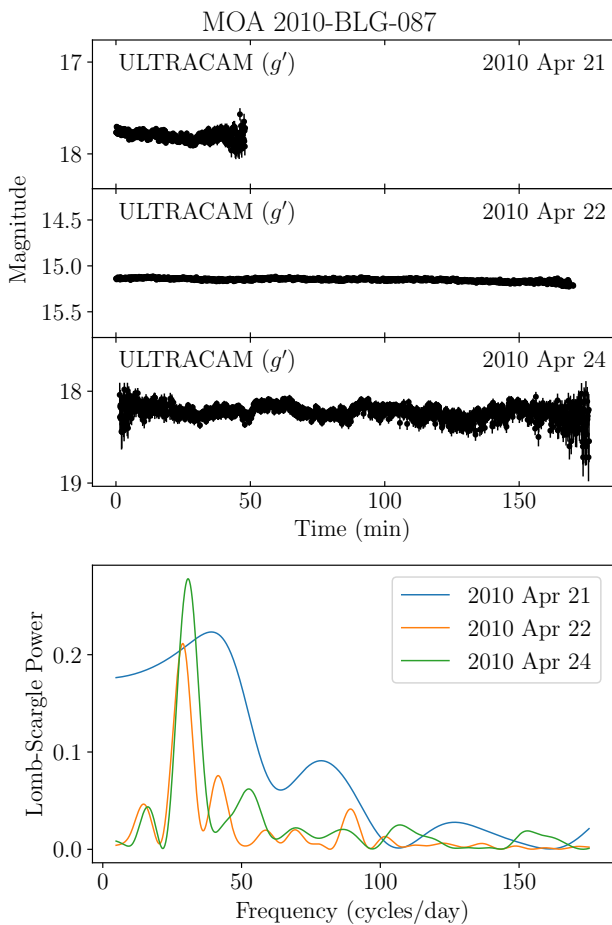 MOA 2010-BLG-087
ULTRACAM (g′) 2010 Apr 21
17
18
ULTRACAM (g′) 2010 Apr 22
14.5
15.0
15.5
Magnitude
ULTRACAM (g′) 2010 Apr 24
18
19
0 50 100 150
Time (min)
2010 Apr 21
2010 Apr 22
2010 Apr 24
0.2
0.1
0.0
Lomb-Scargle Power
0 50 100 150
Frequency (cycles/day)